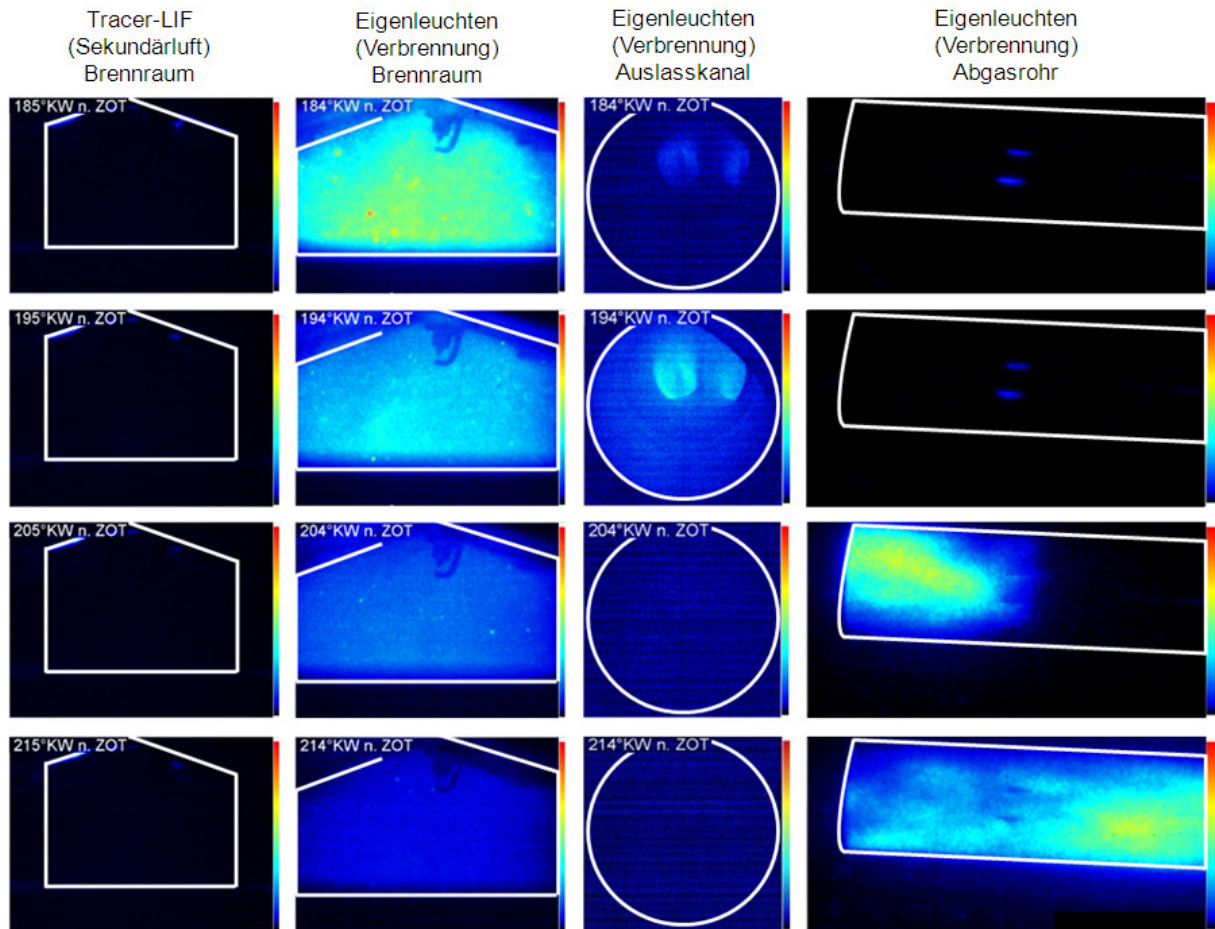 Tracer-LIF
(Sekundärluft)
Brennraum
Eigenleuchten
(Verbrennung)
Brennraum
Eigenleuchten
(Verbrennung)
Auslasskanal
Eigenleuchten
(Verbrennung)
Abgasrohr
185°KW n. ZOT
184°KW n. ZOT
184°KW n. ZOT
195°KW n. ZOT
194°KW n. ZOT
194°KW n. ZOT
205°KW n. ZOT
204°KW n. ZOT
204°KW n. ZOT
215°KW n. ZOT
214°KW n. ZOT
214°KW n. ZOT